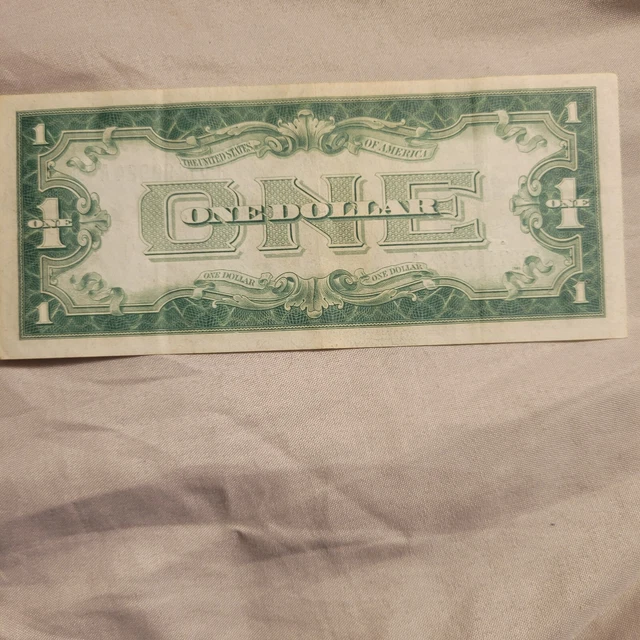 1 1
THE UNITED STATES OF AMERICA
ONE
ONE DOLLAR
1 ONE 1 ONE
ONE DOLLAR ONE DOLLAR
1 1